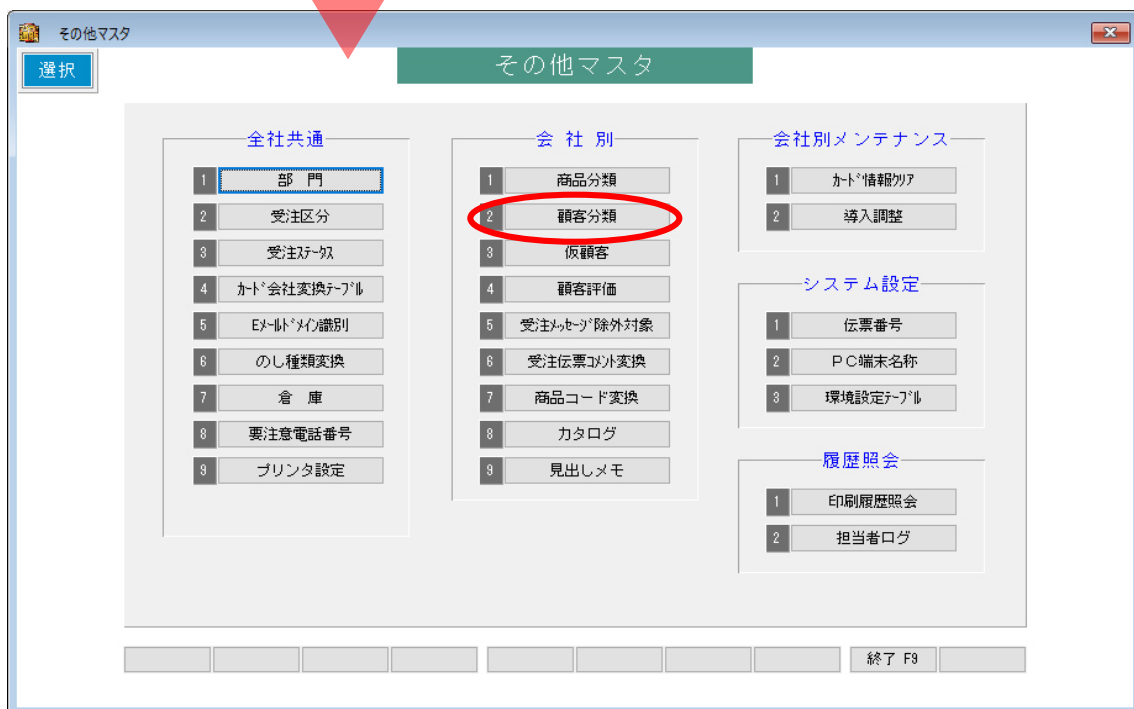 その他マスタ
選択
その他マスタ
全社共通
1 部　門
2 受注区分
3 受注ｽﾃｰﾀｽ
4 ｶｰﾄﾞ会社変換ﾃｰﾌﾞﾙ
5 Eﾒｰﾙﾄﾞﾒｲﾝ識別
6 のし種類変換
7 倉　庫
8 要注意電話番号
9 プリンタ設定
会 社 別
1 商品分類
2 顧客分類
3 仮顧客
4 顧客評価
5 受注ﾒｯｾｰｼﾞ除外対象
6 受注伝票ｺﾒﾝﾄ変換
7 商品コード変換
8 カタログ
9 見出しメモ
会社別メンテナンス
1 ｶｰﾄﾞ情報ｸﾘｱ
2 導入調整
システム設定
1 伝票番号
2 ＰＣ端末名称
3 環境設定ﾃｰﾌﾞﾙ
履歴照会
1 印刷履歴照会
2 担当者ログ
終了 F9